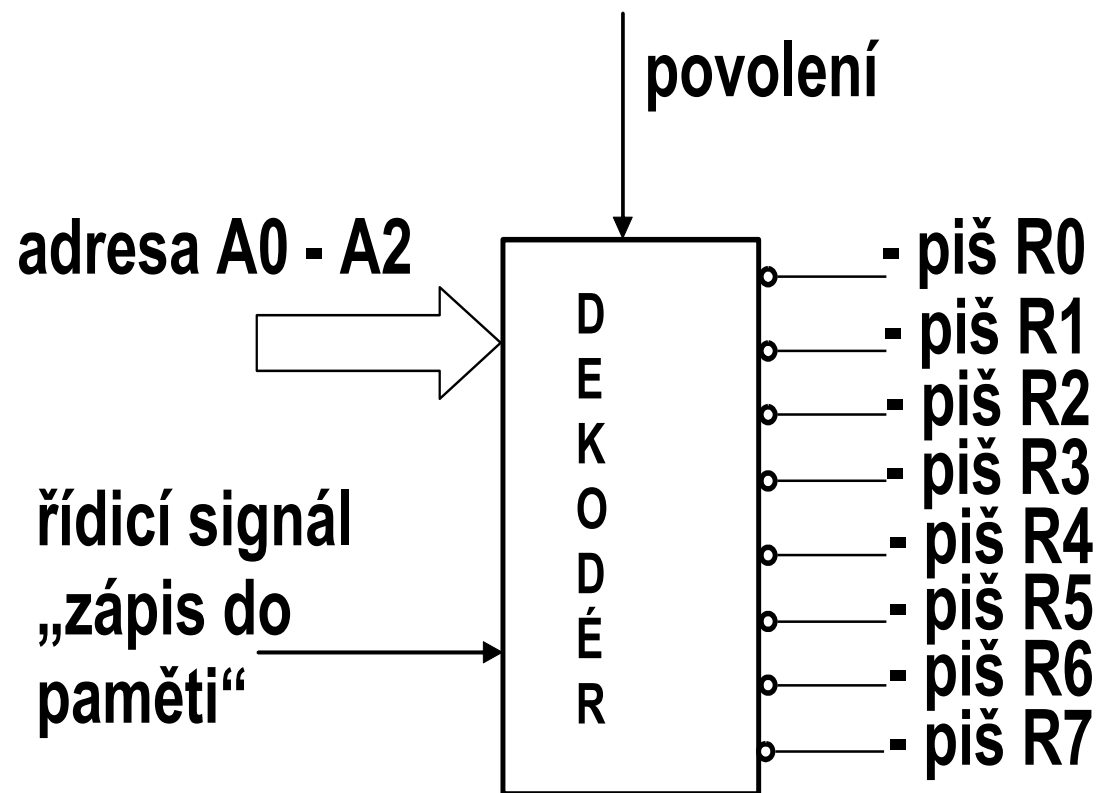 povolení
adresa A0 - A2
řídicí signál
„zápis do
paměti“
D
E
K
O
D
É
R
- piš R0
- piš R1
- piš R2
- piš R3
- piš R4
- piš R5
- piš R6
- piš R7